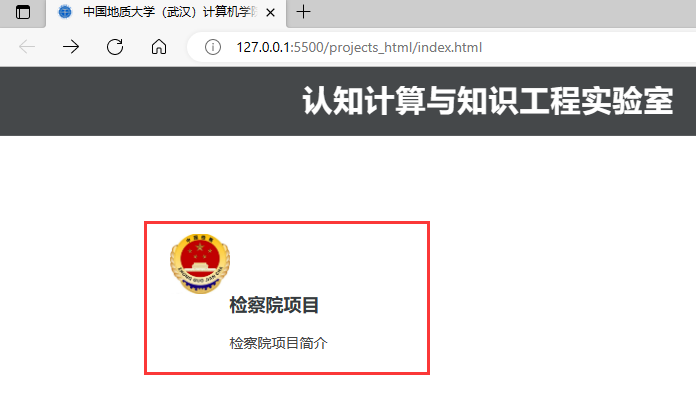 中国地质大学（武汉）计算机学
127.0.0.1:5500/projects_html/index.html
认知计算与知识工程实验室
检察院项目
检察院项目简介